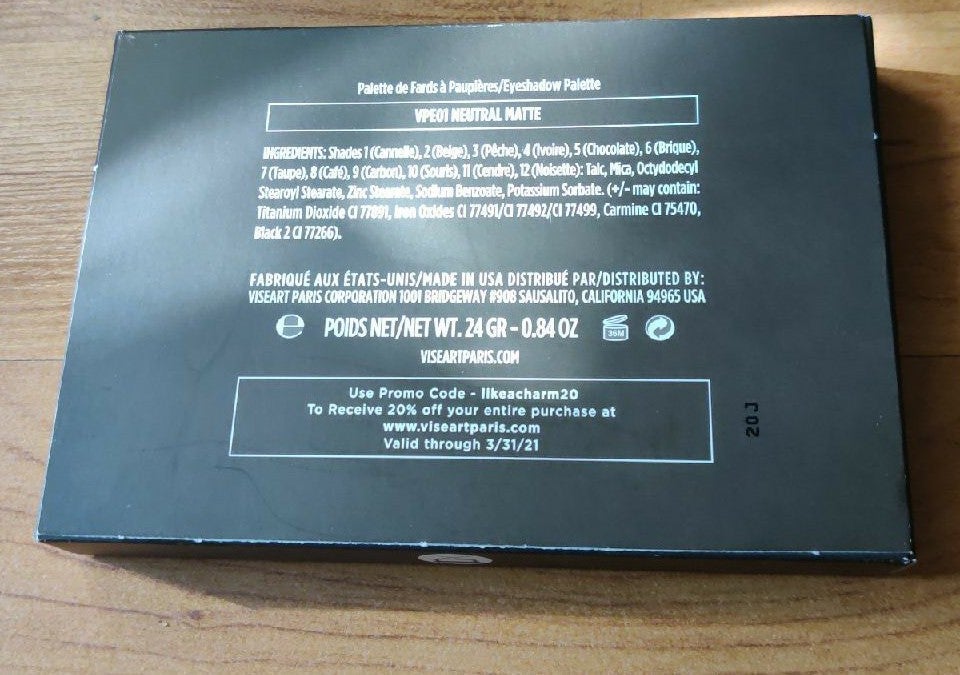 Palette de Fards à Paupières/Eyeshadow Palette
VPE01 NEUTRAL MATTE
INGREDIENTS: Shades 1 (Cannelle), 2 (Beige), 3 (Pêche), 4 (Ivoire), 5 (Chocolate), 6 (Brique),
7 (Taupe), 8 (Café), 9 (Carbon), 10 (Souris), 11 (Cendre), 12 (Noisette): Talc, Mica, Octydodecyl
Stearoyl Stearate, Zinc Stearate, Sodium Benzoate, Potassium Sorbate. (+/- may contain:
Titanium Dioxide CI 77891, Iron Oxides CI 77491/CI 77492/CI 77499, Carmine CI 75470,
Black 2 CI 77266).
FABRIQUÉ AUX ÉTATS-UNIS/MADE IN USA DISTRIBUÉ PAR/DISTRIBUTED BY:
VISEART PARIS CORPORATION 1001 BRIDGEWAY #908 SAUSALITO, CALIFORNIA 94965 USA
e POIDS NET/NET WT. 24 GR - 0.84 OZ 36M
VISEARTPARIS.COM
Use Promo Code - likeacharm20
To Receive 20% off your entire purchase at
www.viseartparis.com
Valid through 3/31/21
20J